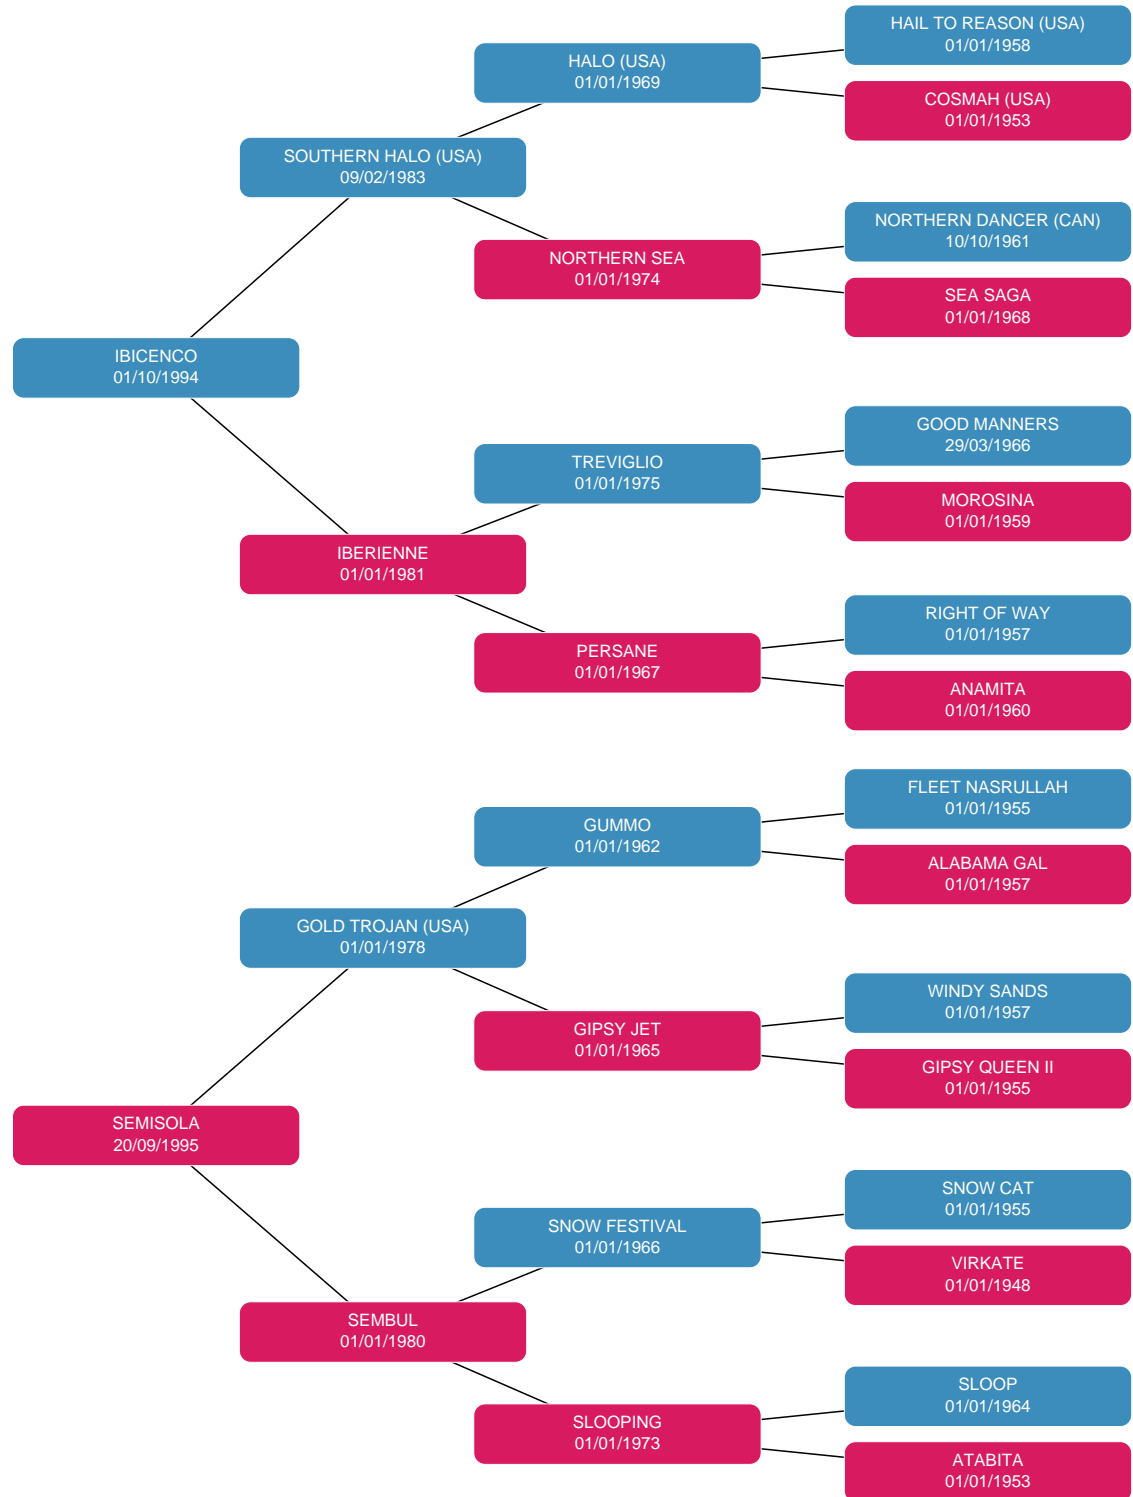 HAIL TO REASON (USA)
01/01/1958
HALO (USA)
01/01/1969
COSMAH (USA)
01/01/1953
SOUTHERN HALO (USA)
09/02/1983
NORTHERN DANCER (CAN)
10/10/1961
NORTHERN SEA
01/01/1974
SEA SAGA
01/01/1968
IBICENCO
01/10/1994
GOOD MANNERS
29/03/1966
TREVIGLIO
01/01/1975
MOROSINA
01/01/1959
IBERIENNE
01/01/1981
RIGHT OF WAY
01/01/1957
PERSANE
01/01/1967
ANAMITA
01/01/1960
FLEET NASRULLAH
01/01/1955
GUMMO
01/01/1962
ALABAMA GAL
01/01/1957
GOLD TROJAN (USA)
01/01/1978
WINDY SANDS
01/01/1957
GIPSY JET
01/01/1965
GIPSY QUEEN II
01/01/1955
SEMISOLA
20/09/1995
SNOW CAT
01/01/1955
SNOW FESTIVAL
01/01/1966
VIRKATE
01/01/1948
SEMBUL
01/01/1980
SLOOP
01/01/1964
SLOOPING
01/01/1973
ATABITA
01/01/1953